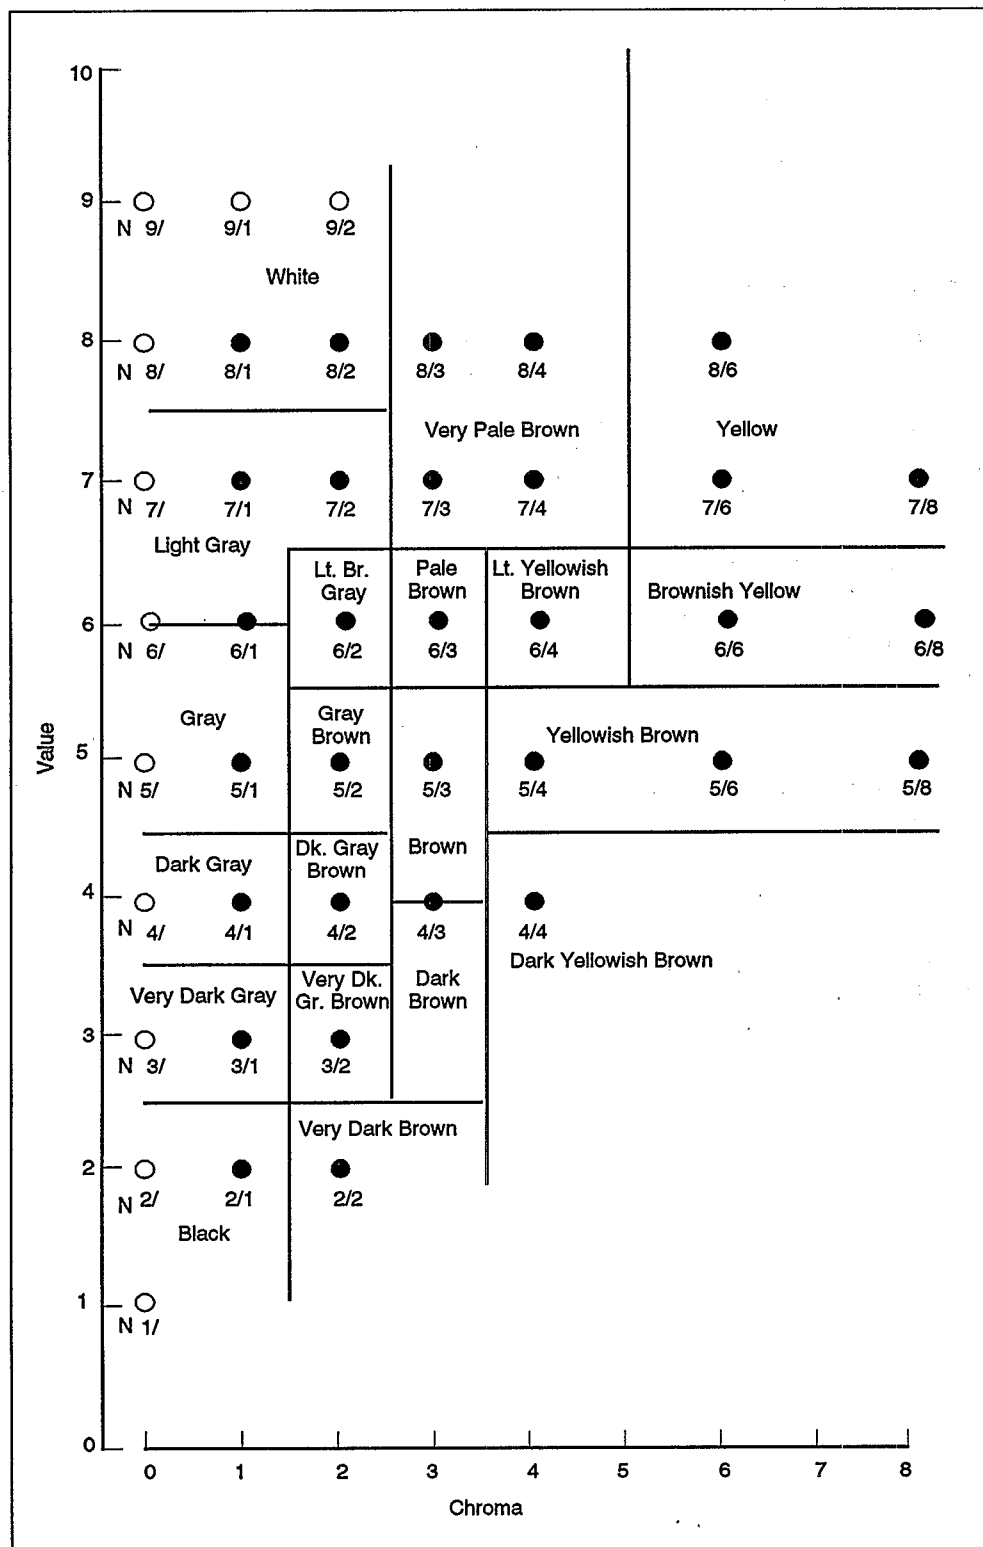 10
9
N 9/ 9/1 9/2
White
8
N 8/ 8/1 8/2 8/3 8/4 8/6
Very Pale Brown Yellow
7
N 7/ 7/1 7/2 7/3 7/4 7/6 7/8
Light Gray
Lt. Br. Gray
Pale Brown
Lt. Yellowish Brown
Brownish Yellow
6
N 6/ 6/1 6/2 6/3 6/4 6/6 6/8
Gray
Gray Brown
Yellowish Brown
Value
5
N 5/ 5/1 5/2 5/3 5/4 5/6 5/8
Dark Gray
Dk. Gray Brown
Brown
4
N 4/ 4/1 4/2 4/3 4/4
Dark Yellowish Brown
Very Dark Gray
Very Dk. Gr. Brown
Dark Brown
3
N 3/ 3/1 3/2
Very Dark Brown
2
N 2/ 2/1 2/2
Black
1
N 1/
0
0 1 2 3 4 5 6 7 8
Chroma